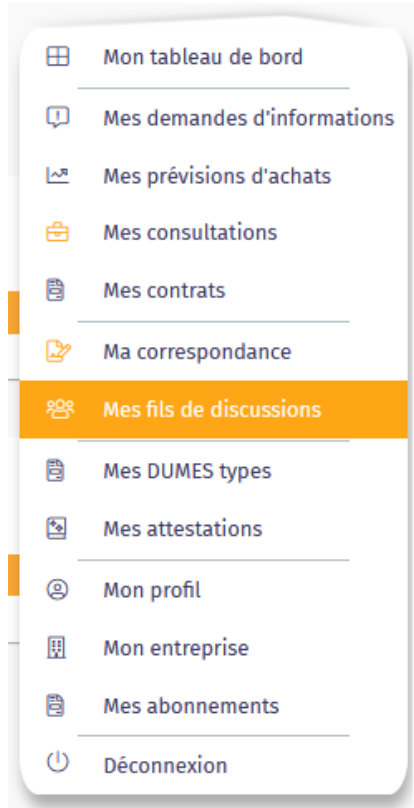 Mon tableau de bord
Mes demandes d'informations
Mes prévisions d'achats
Mes consultations
Mes contrats
Ma correspondance
Mes fils de discussions
Mes DUMES types
Mes attestations
Mon profil
Mon entreprise
Mes abonnements
Déconnexion